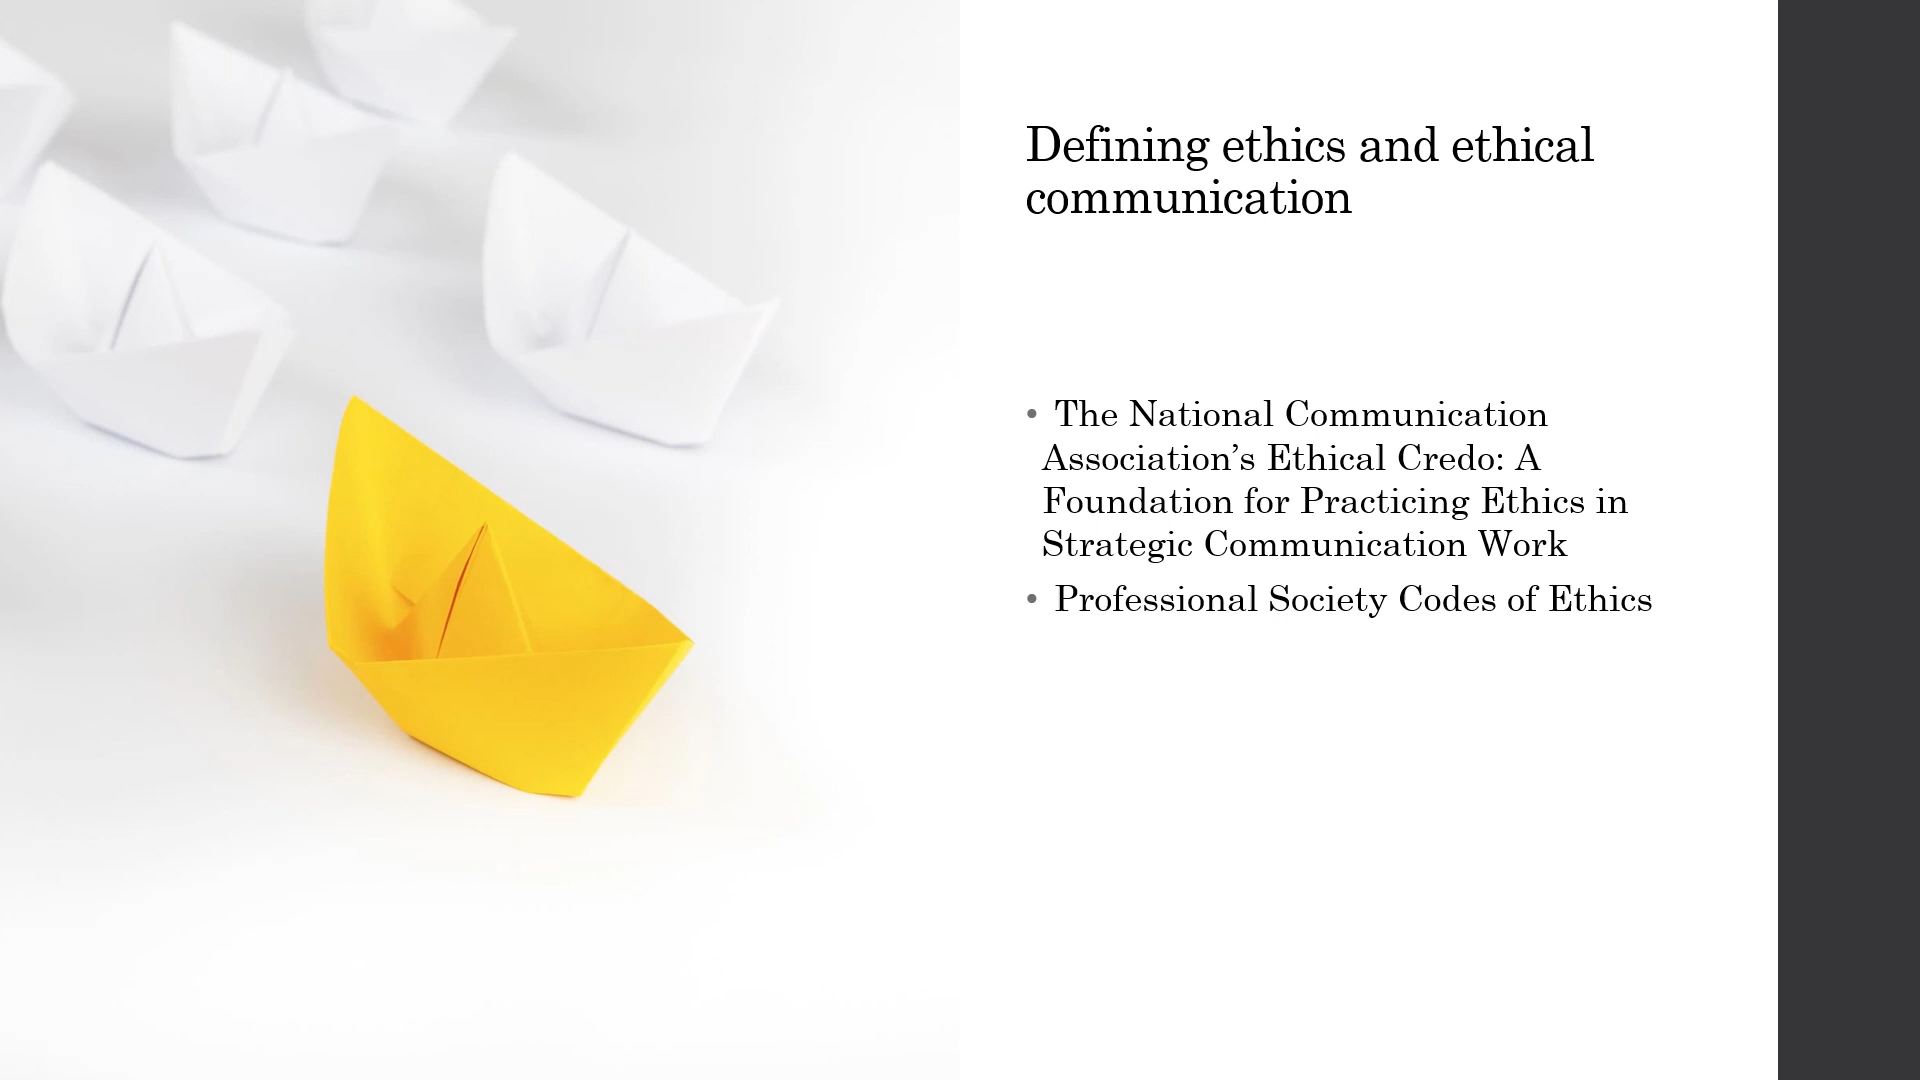 Defining ethics and ethical
communication
• The National Communication
Association’s Ethical Credo: A
Foundation for Practicing Ethics in
Strategic Communication Work
• Professional Society Codes of Ethics